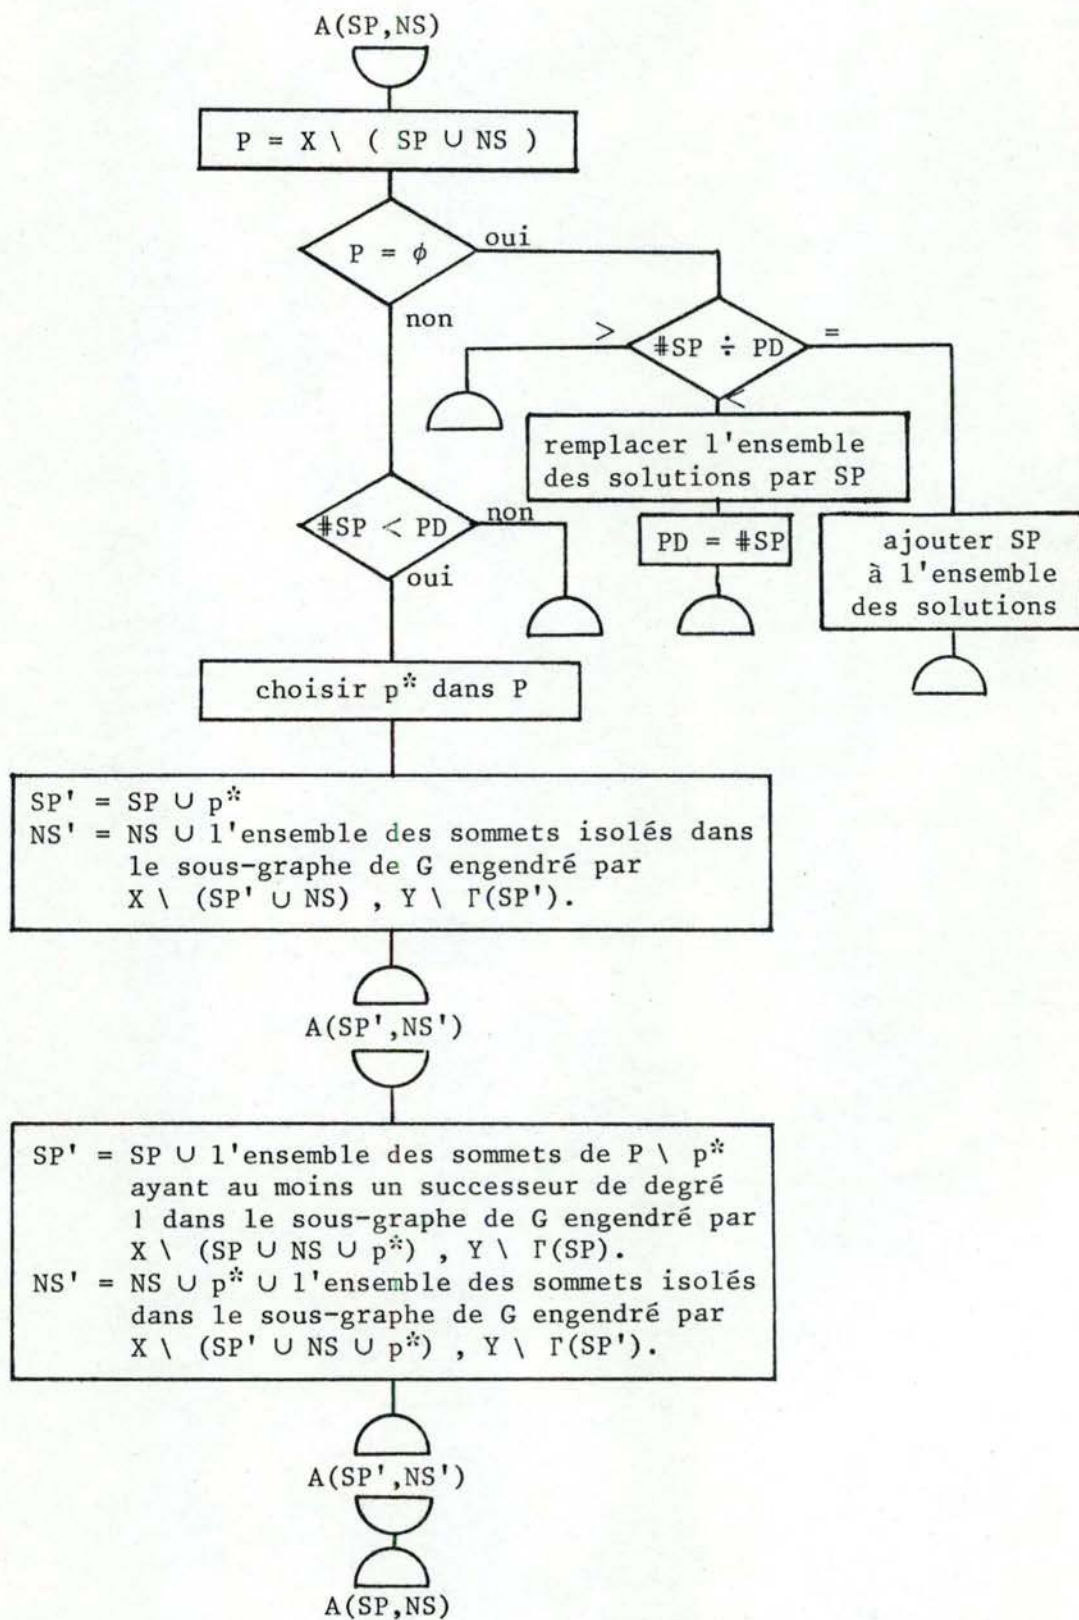 A(SP,NS)
P = X \ ( SP ∪ NS )
P = ϕ
oui
non
>
#SP ÷ PD
=
<
remplacer l'ensemble
des solutions par SP
#SP < PD
non
oui
PD = #SP
ajouter SP
à l'ensemble
des solutions
choisir p* dans P
SP' = SP ∪ p*
NS' = NS ∪ l'ensemble des sommets isolés dans
le sous-graphe de G engendré par
X \ (SP' ∪ NS) , Y \ Γ(SP').
A(SP',NS')
SP' = SP ∪ l'ensemble des sommets de P \ p*
ayant au moins un successeur de degré
1 dans le sous-graphe de G engendré par
X \ (SP ∪ NS ∪ p*) , Y \ Γ(SP).
NS' = NS ∪ p* ∪ l'ensemble des sommets isolés
dans le sous-graphe de G engendré par
X \ (SP' ∪ NS ∪ p*) , Y \ Γ(SP').
A(SP',NS')
A(SP,NS)